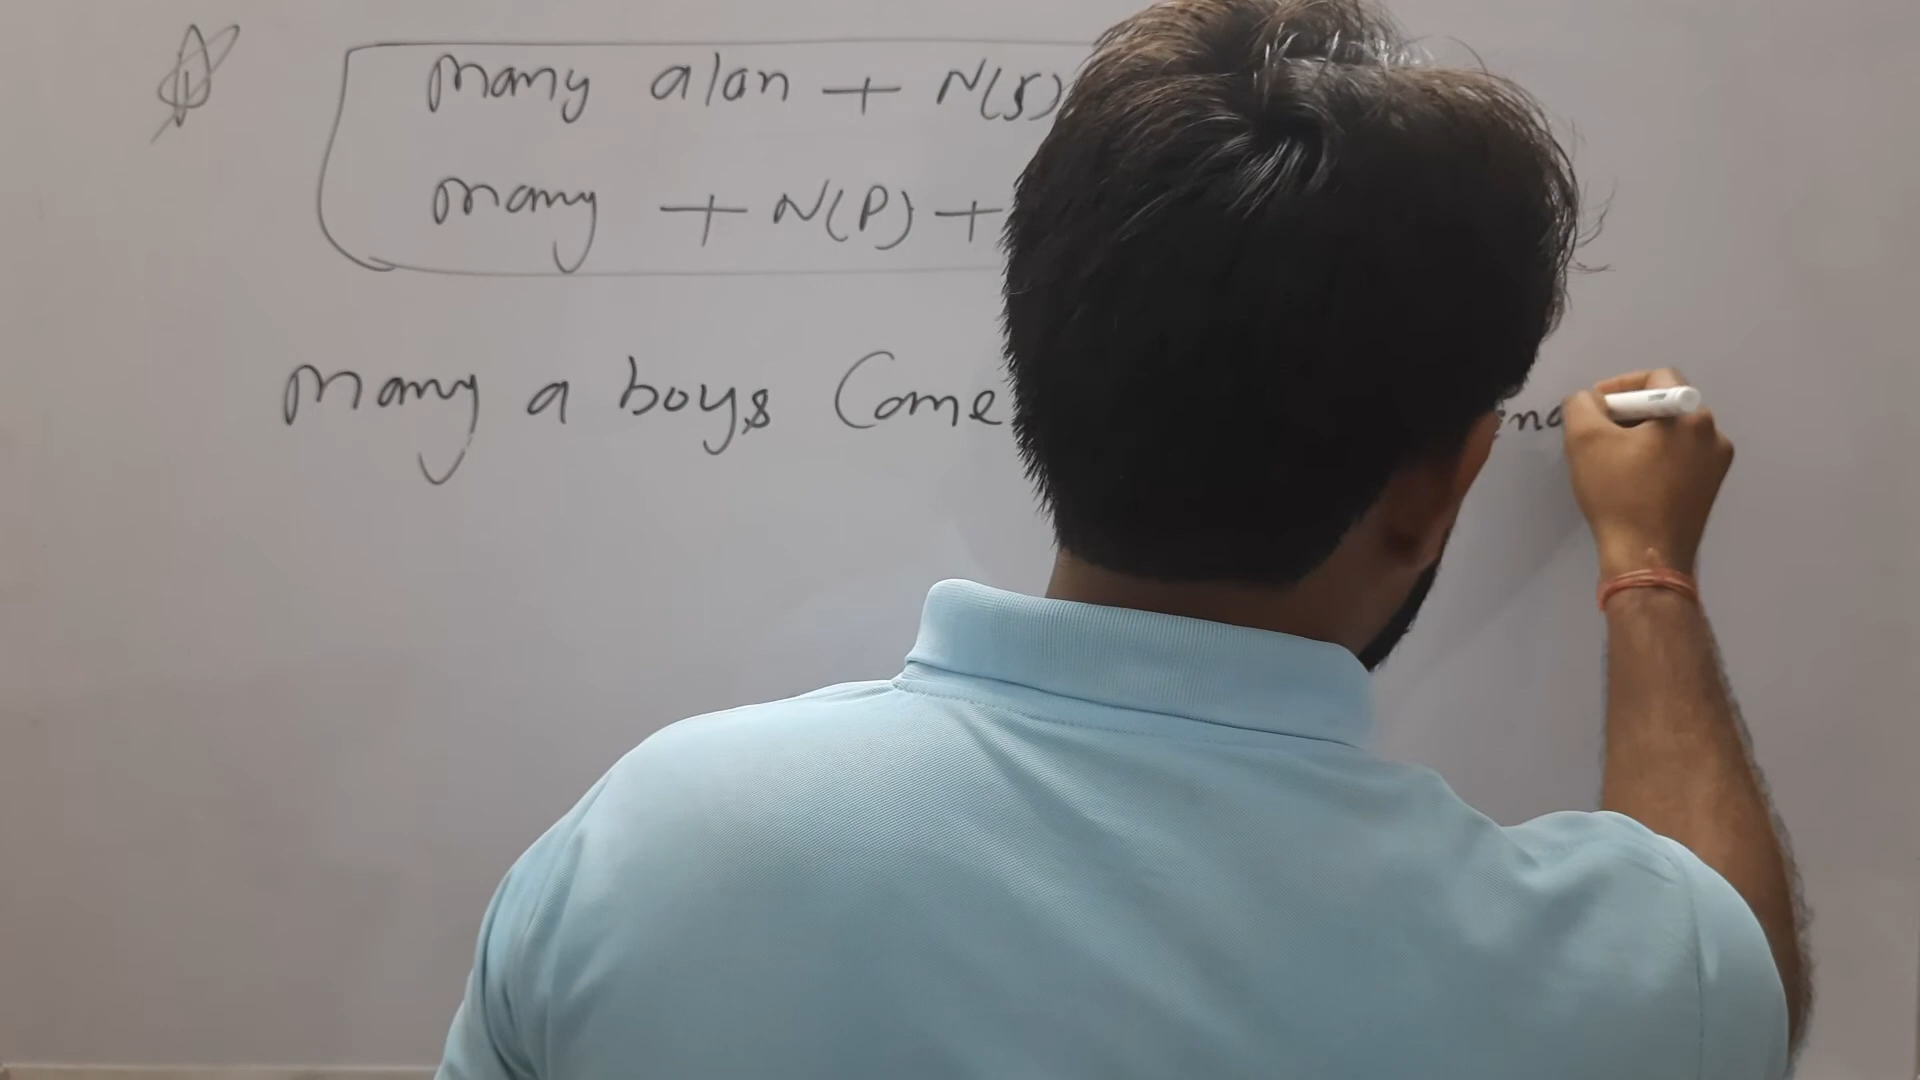 many a/an + N(S)
many + N(P) +
many a boys Come